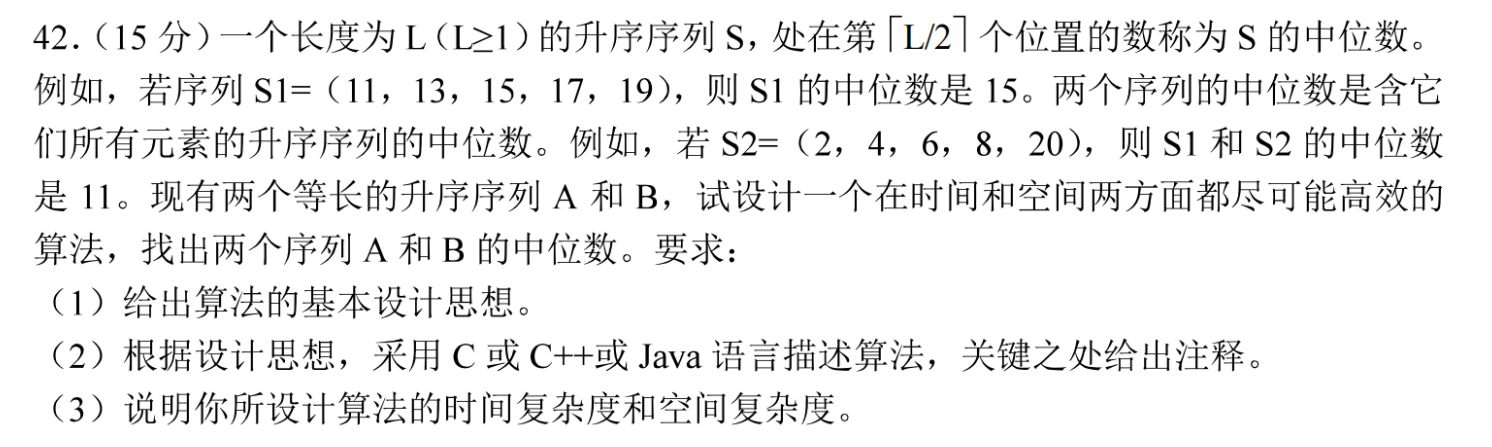 42.（15 分）一个长度为 L（L≥1）的升序序列 S，处在第⌈L/2⌉个位置的数称为 S 的中位数。
例如，若序列 S1=（11，13，15，17，19），则 S1 的中位数是 15。两个序列的中位数是含它
们所有元素的升序序列的中位数。例如，若 S2=（2，4，6，8，20），则 S1 和 S2 的中位数
是 11。现有两个等长的升序序列 A 和 B，试设计一个在时间和空间两方面都尽可能高效的
算法，找出两个序列 A 和 B 的中位数。要求：
（1）给出算法的基本设计思想。
（2）根据设计思想，采用 C 或 C++或 Java 语言描述算法，关键之处给出注释。
（3）说明你所设计算法的时间复杂度和空间复杂度。